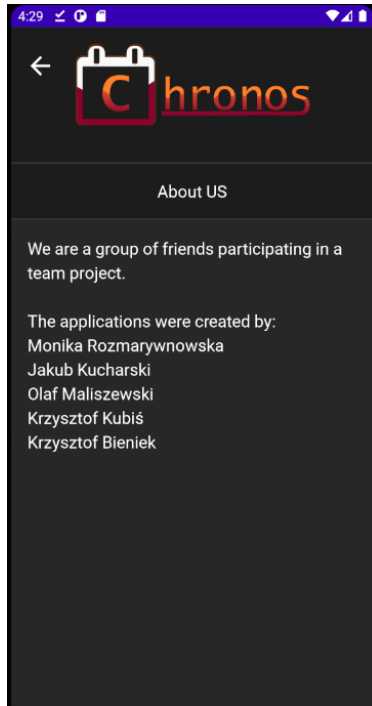 4:29
Chronos
About US
We are a group of friends participating in a
team project.
The applications were created by:
Monika Rozmarywnowska
Jakub Kucharski
Olaf Maliszewski
Krzysztof Kubiś
Krzysztof Bieniek